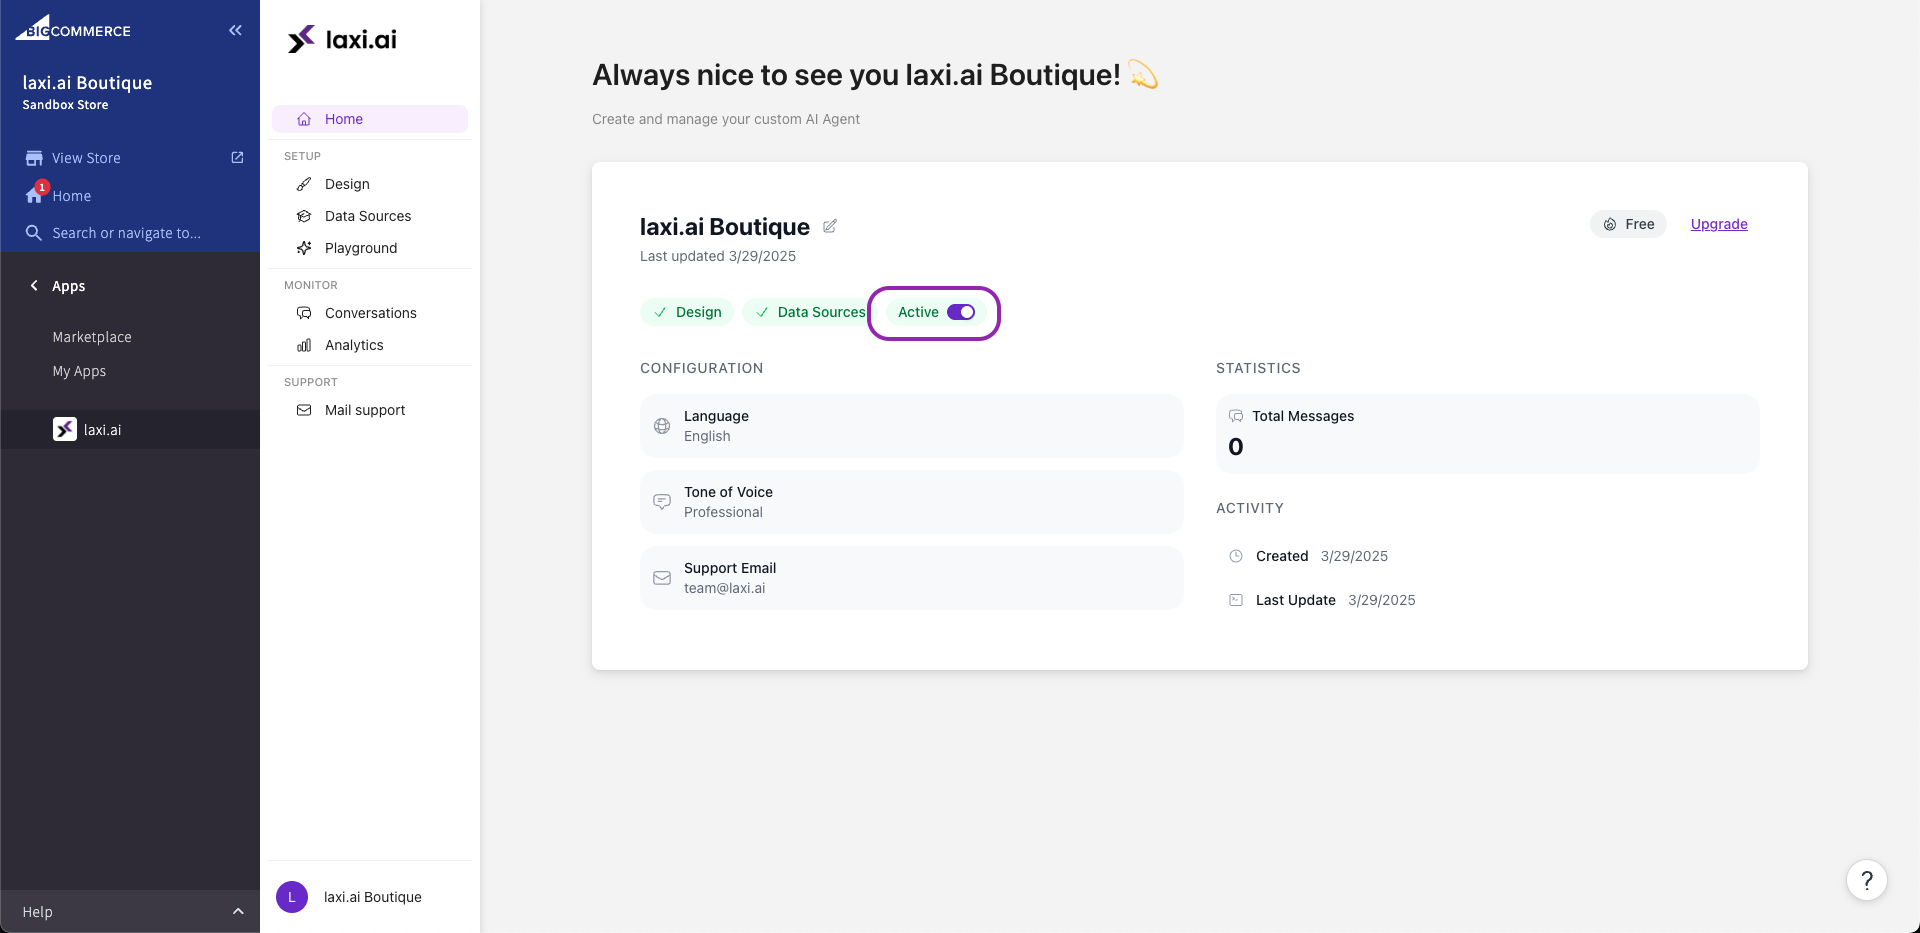 BIGCOMMERCE
laxi.ai Boutique
Sandbox Store
View Store
1
Home
Search or navigate to...
Apps
Marketplace
My Apps
laxi.ai
Help
laxi.ai
Home
SETUP
Design
Data Sources
Playground
MONITOR
Conversations
Analytics
SUPPORT
Mail support
L
laxi.ai Boutique
Always nice to see you laxi.ai Boutique! 💫
Create and manage your custom AI Agent
laxi.ai Boutique
Free
Upgrade
Last updated 3/29/2025
Design
Data Sources
Active
CONFIGURATION
Language
English
Tone of Voice
Professional
Support Email
team@laxi.ai
STATISTICS
Total Messages
0
ACTIVITY
Created 3/29/2025
Last Update 3/29/2025
?